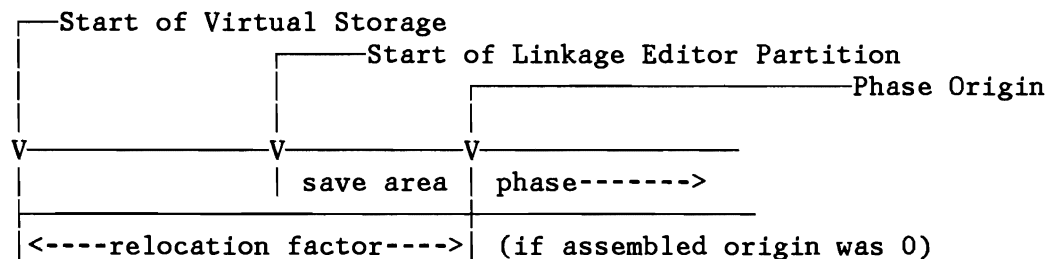 Start of Virtual Storage
Start of Linkage Editor Partition
Phase Origin
V V V
| save area | phase------->
|<----relocation factor---->| (if assembled origin was 0)